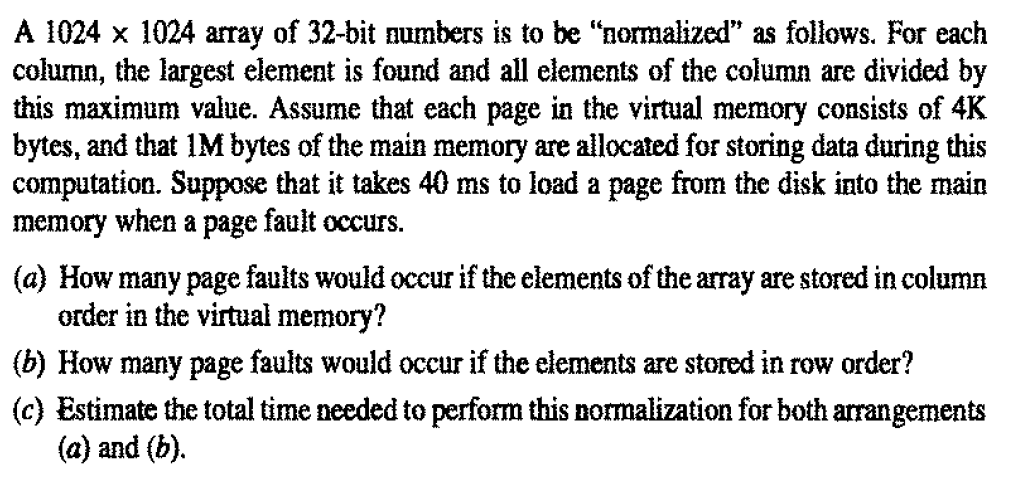 A 1024 × 1024 array of 32-bit numbers is to be “normalized” as follows. For each
column, the largest element is found and all elements of the column are divided by
this maximum value. Assume that each page in the virtual memory consists of 4K
bytes, and that 1M bytes of the main memory are allocated for storing data during this
computation. Suppose that it takes 40 ms to load a page from the disk into the main
memory when a page fault occurs.
(a) How many page faults would occur if the elements of the array are stored in column
order in the virtual memory?
(b) How many page faults would occur if the elements are stored in row order?
(c) Estimate the total time needed to perform this normalization for both arrangements
(a) and (b).